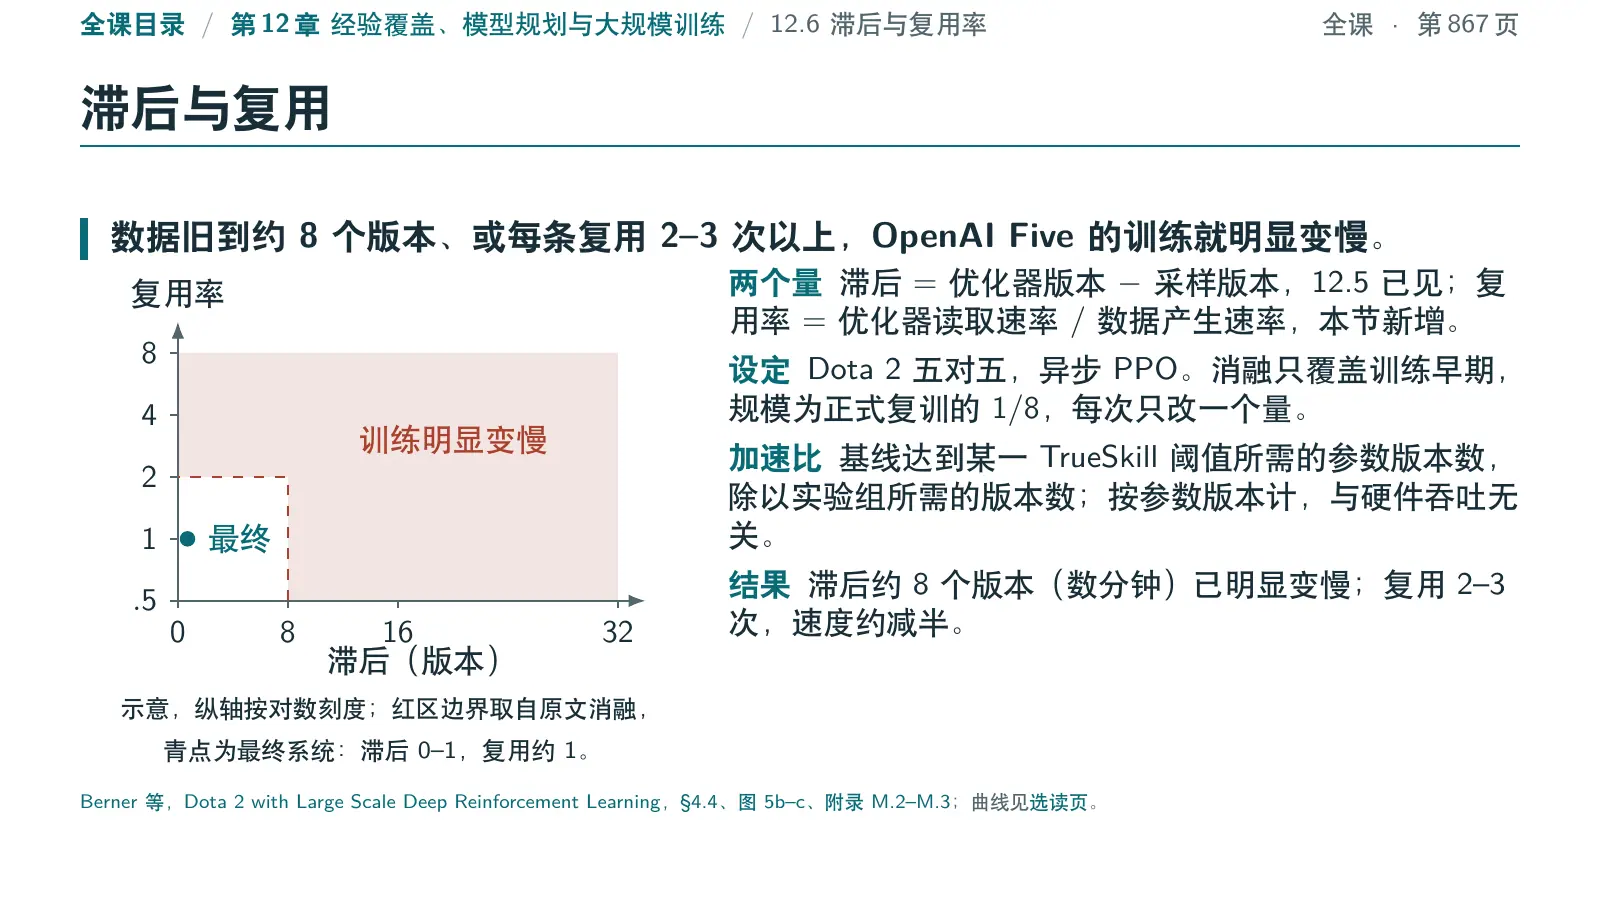 全课目录 / 第 12 章 经验覆盖、模型规划与大规模训练 / 12.6 滞后与复用率
全课 · 第 867 页
滞后与复用
数据旧到约 8 个版本、或每条复用 2–3 次以上，OpenAI Five 的训练就明显变慢。
复用率
8
4
2
1
.5
训练明显变慢
最终
0
8
16
32
滞后（版本）
示意，纵轴按对数刻度；红区边界取自原文消融，
青点为最终系统：滞后 0–1，复用约 1。
两个量 滞后 = 优化器版本 − 采样版本，12.5 已见；复
用率 = 优化器读取速率 / 数据产生速率，本节新增。
设定 Dota 2 五对五，异步 PPO。消融只覆盖训练早期，
规模为正式复训的 1/8，每次只改一个量。
加速比 基线达到某一 TrueSkill 阈值所需的参数版本数，
除以实验组所需的版本数；按参数版本计，与硬件吞吐无
关。
结果 滞后约 8 个版本（数分钟）已明显变慢；复用 2–3
次，速度约减半。
Berner 等，Dota 2 with Large Scale Deep Reinforcement Learning，§4.4、图 5b–c、附录 M.2–M.3；曲线见选读页。